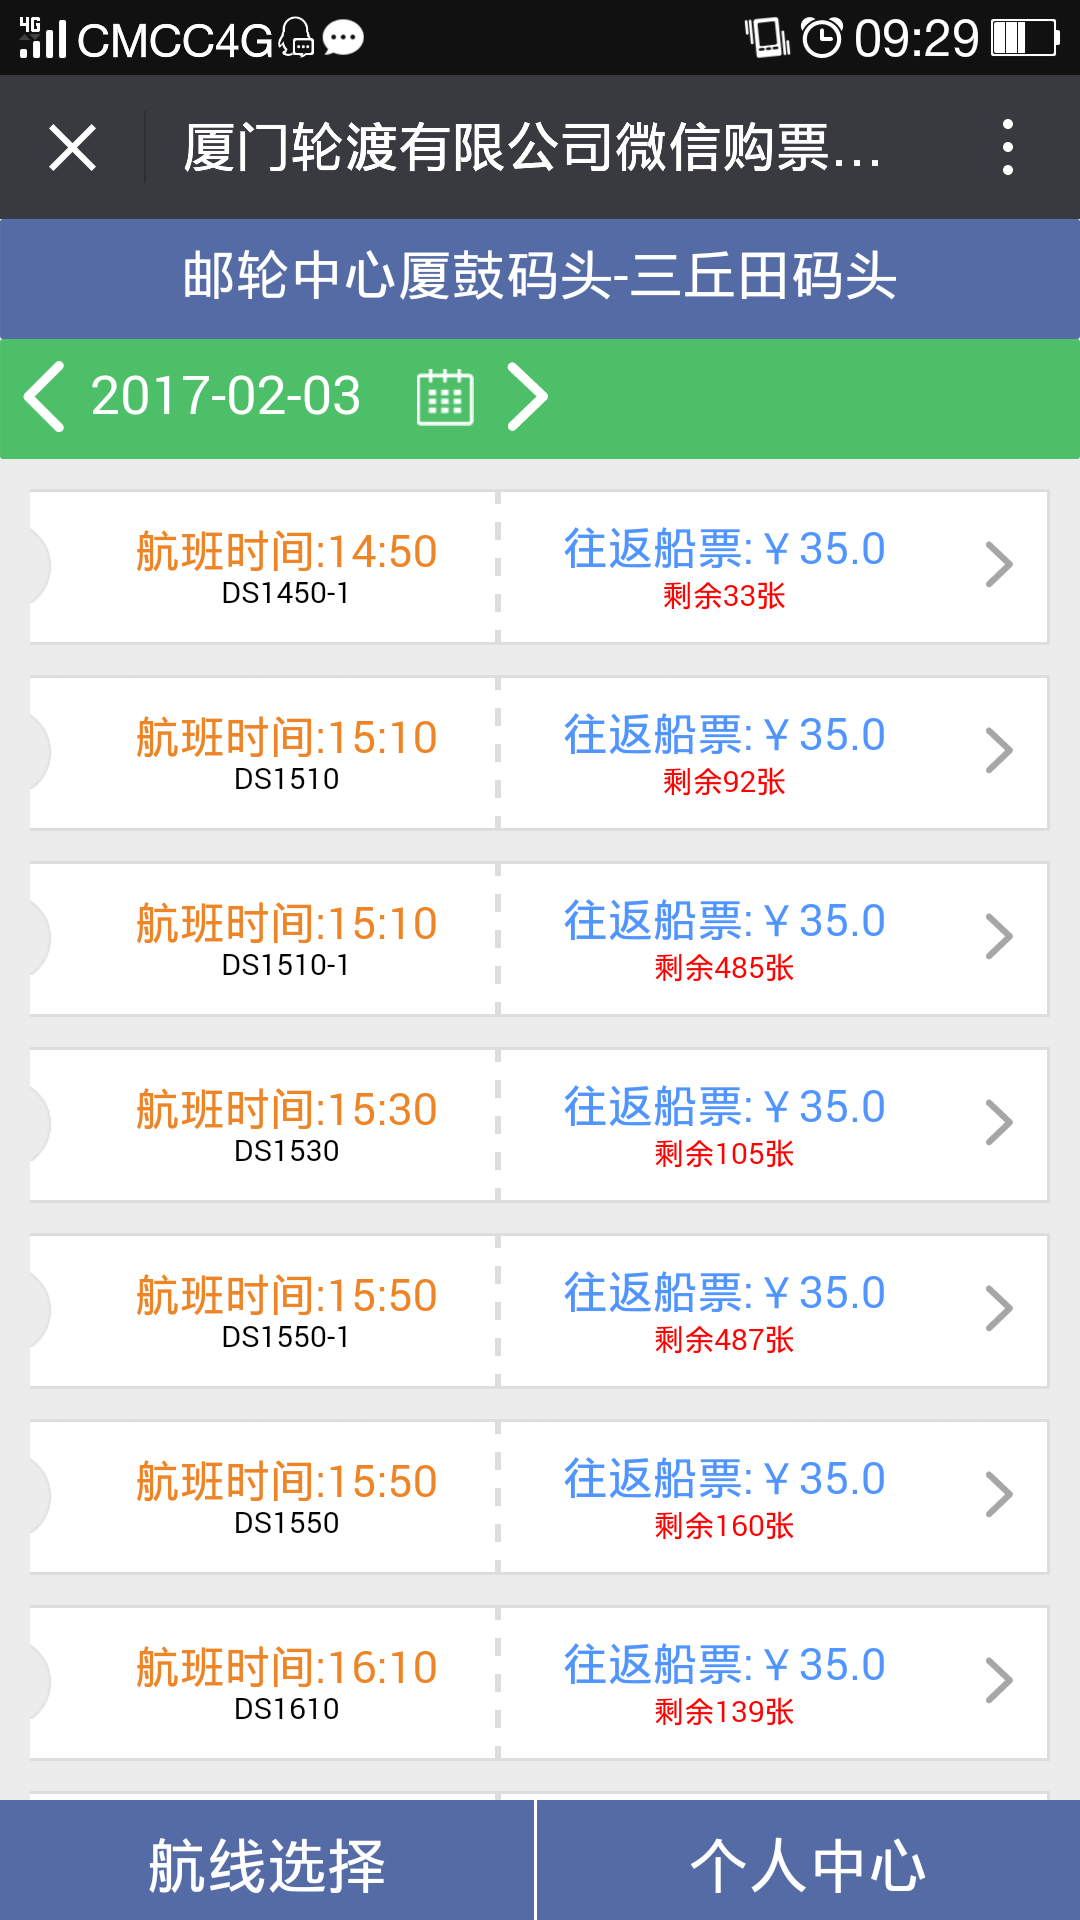 4G CMCC4G 09:29
厦门轮渡有限公司微信购票...
邮轮中心厦鼓码头-三丘田码头
2017-02-03
航班时间:14:50 往返船票:￥35.0
DS1450-1 剩余33张
航班时间:15:10 往返船票:￥35.0
DS1510 剩余92张
航班时间:15:10 往返船票:￥35.0
DS1510-1 剩余485张
航班时间:15:30 往返船票:￥35.0
DS1530 剩余105张
航班时间:15:50 往返船票:￥35.0
DS1550-1 剩余487张
航班时间:15:50 往返船票:￥35.0
DS1550 剩余160张
航班时间:16:10 往返船票:￥35.0
DS1610 剩余139张
航线选择 个人中心